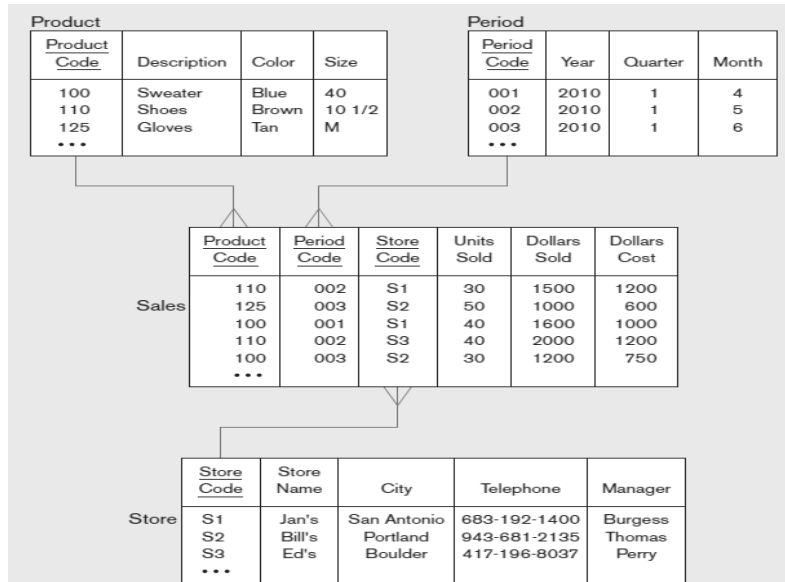 Product
Product Code Description Color Size
100 Sweater Blue 40
110 Shoes Brown 10 1/2
125 Gloves Tan M
•••
Period
Period Code Year Quarter Month
001 2010 1 4
002 2010 1 5
003 2010 1 6
•••
Sales
Product Code Period Code Store Code Units Sold Dollars Sold Dollars Cost
110 002 S1 30 1500 1200
125 003 S2 50 1000 600
100 001 S1 40 1600 1000
110 002 S3 40 2000 1200
100 003 S2 30 1200 750
•••
Store
Store Code Store Name City Telephone Manager
S1 Jan's San Antonio 683-192-1400 Burgess
S2 Bill's Portland 943-681-2135 Thomas
S3 Ed's Boulder 417-196-8037 Perry
•••